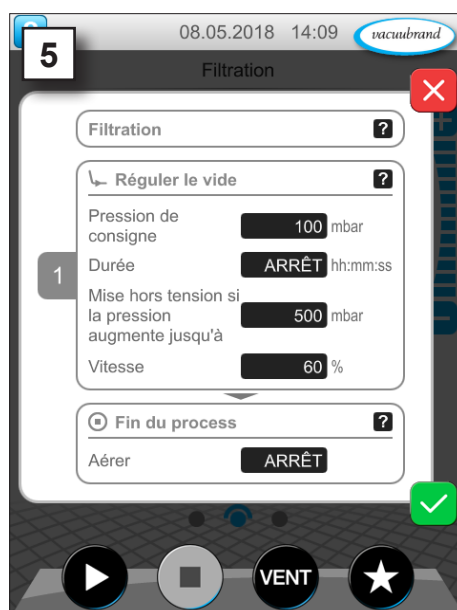 5
08.05.2018 14:09
vacuubrand
Filtration
Filtration ?
Réguler le vide ?
1
Pression de
consigne
100 mbar
Durée ARRÊT hh:mm:ss
Mise hors tension si
la pression
augmente jusqu'à
500 mbar
Vitesse 60 %
Fin du process ?
Aérer ARRÊT
VENT